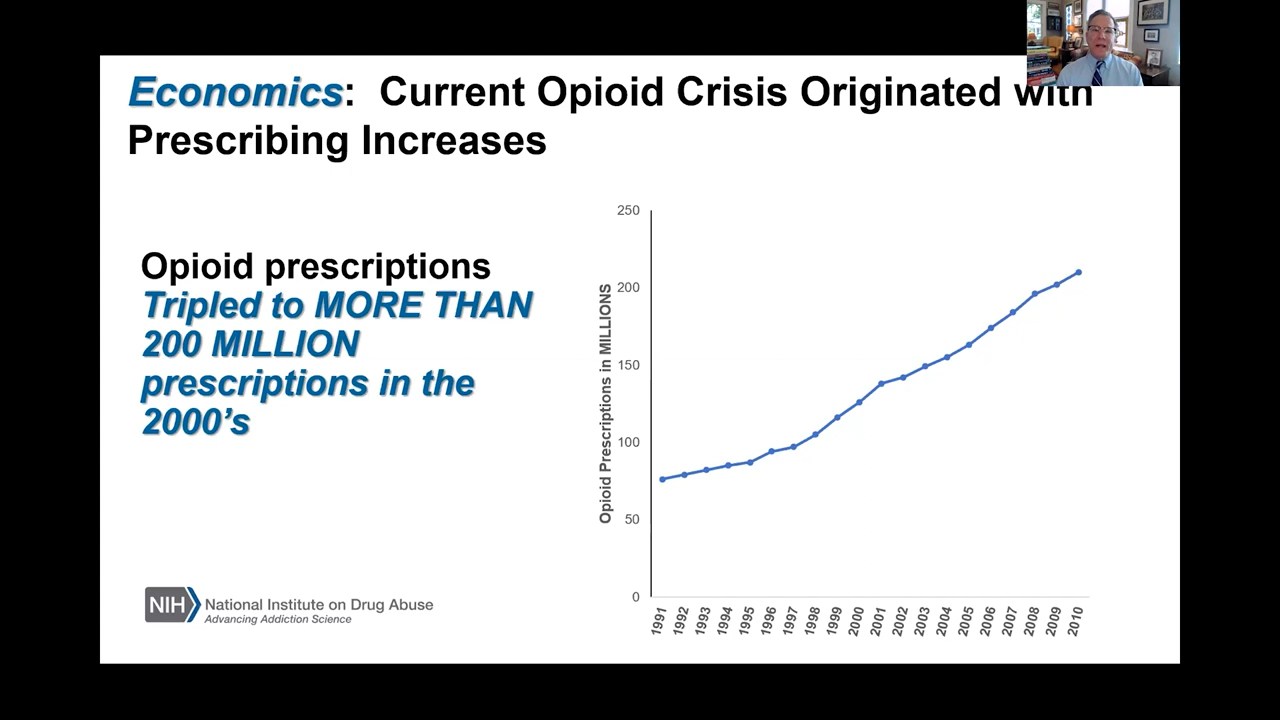 Economics: Current Opioid Crisis Originated with
Prescribing Increases
Opioid prescriptions
Tripled to MORE THAN
200 MILLION
prescriptions in the
2000’s
NIH National Institute on Drug Abuse
Advancing Addiction Science
Opioid Prescriptions in MILLIONS
250
200
150
100
50
0
1991 1992 1993 1994 1995 1996 1997 1998 1999 2000 2001 2002 2003 2004 2005 2006 2007 2008 2009 2010